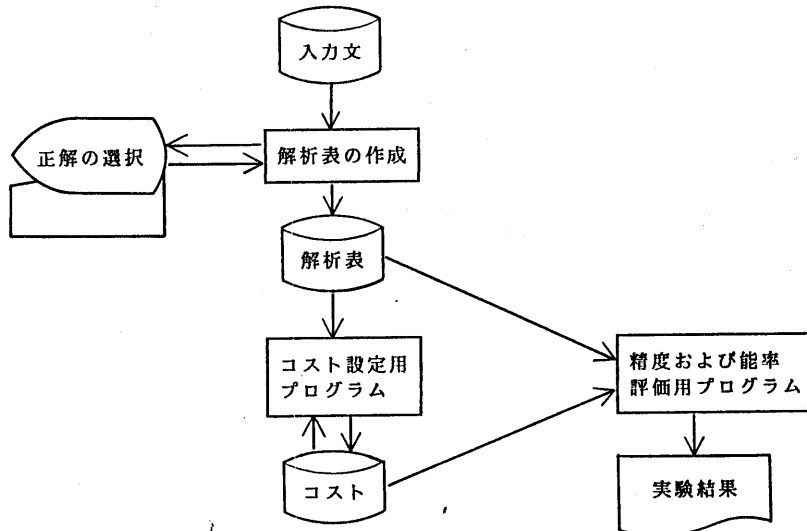 入力文
正解の選択
解析表の作成
解析表
コスト設定用
プログラム
精度および能率
評価用プログラム
コスト
実験結果